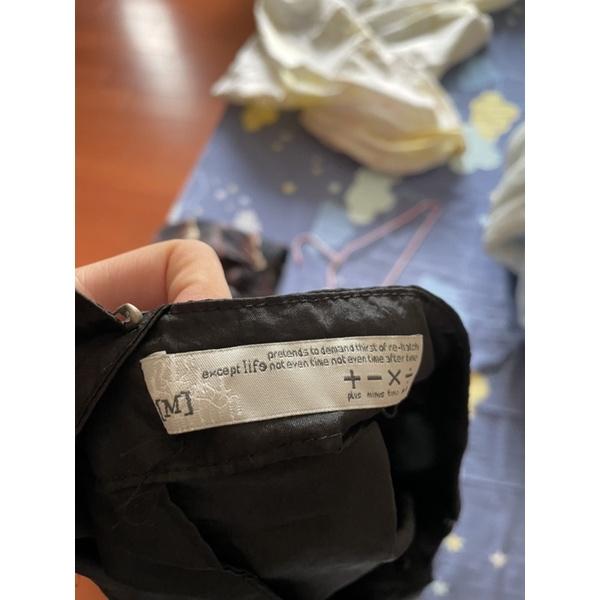 pretends to demand thirst of re-hatch
except life not even time not even time after time
+ − × ÷
plus minus
[M]